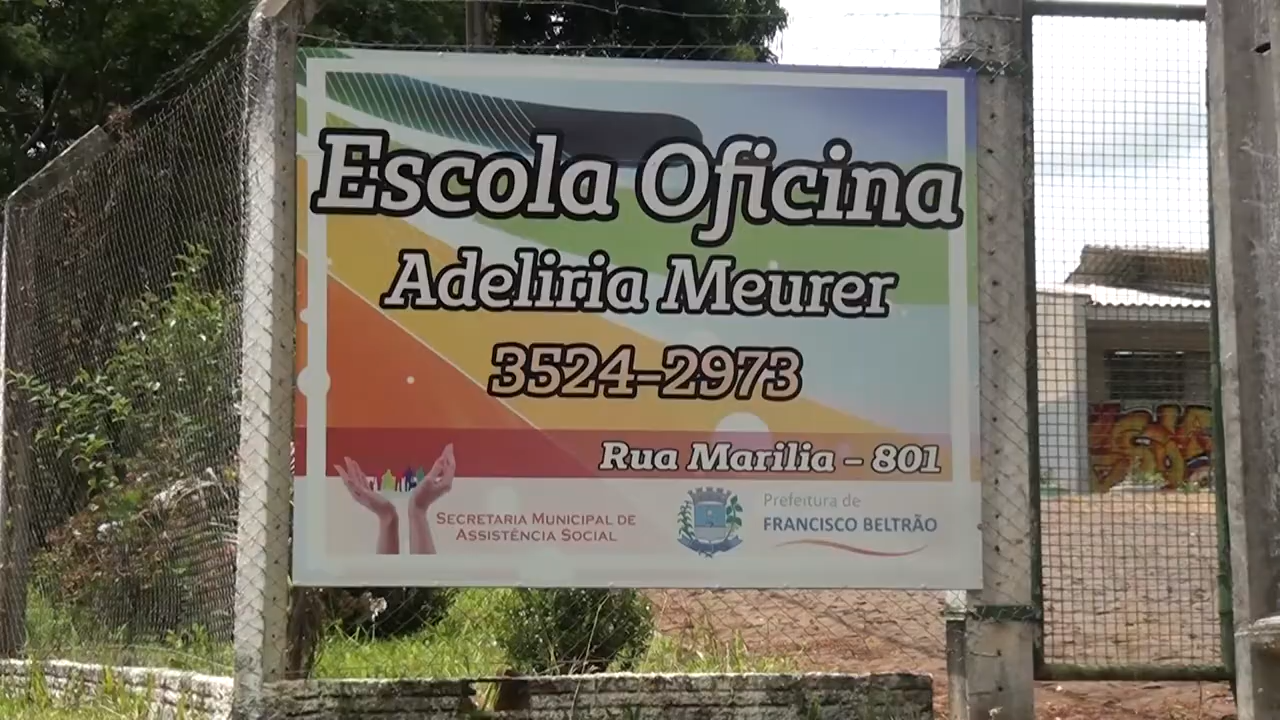 Escola Oficina
Adeliria Meurer
3524-2973
Rua Marilia - 801
SECRETARIA MUNICIPAL DE
ASSISTÊNCIA SOCIAL
Prefeitura de
FRANCISCO BELTRÃO